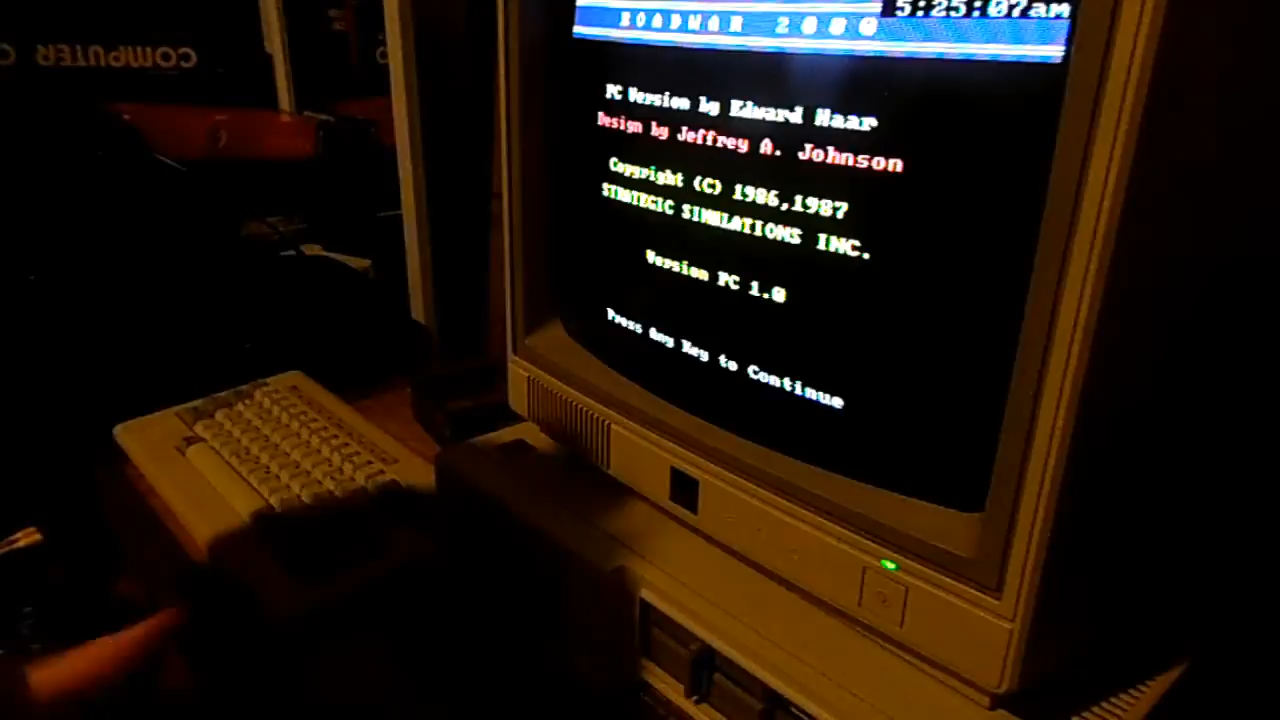 COMPUTER
5:25:07am
ROADWAR 2000
PC Version by Edward Haar
Design by Jeffrey A. Johnson
Copyright (C) 1986,1987
STRATEGIC SIMULATIONS INC.
Version PC 1.0
Press Any Key to Continue